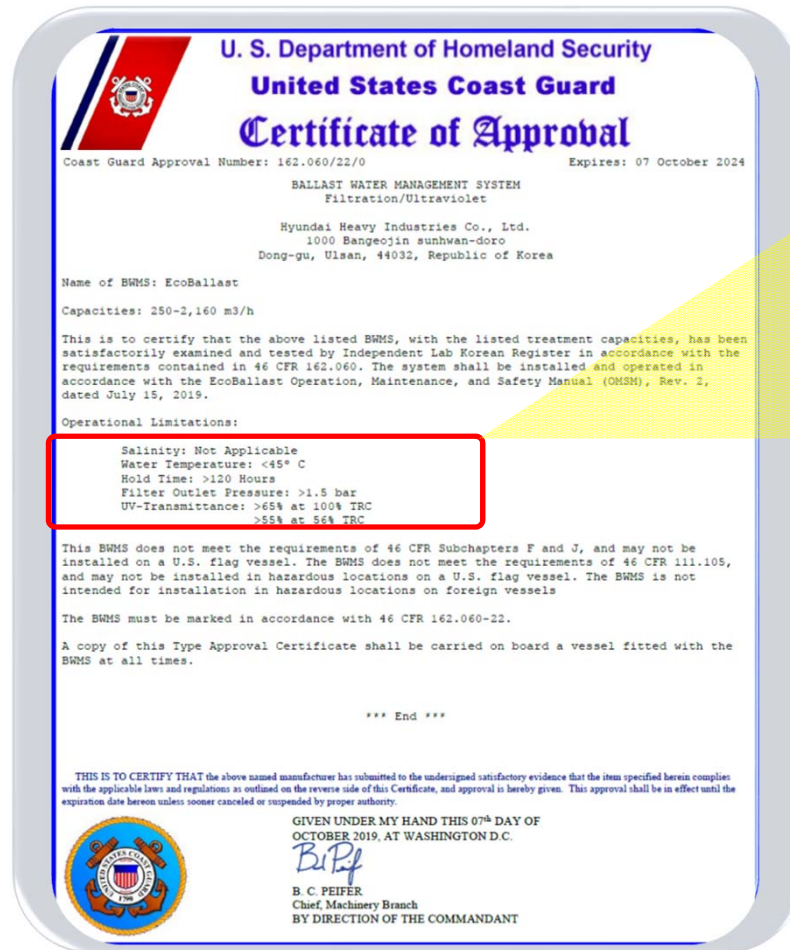 U. S. Department of Homeland Security
United States Coast Guard
Certificate of Approval
Coast Guard Approval Number: 162.060/22/0 Expires: 07 October 2024
BALLAST WATER MANAGEMENT SYSTEM
Filtration/Ultraviolet
Hyundai Heavy Industries Co., Ltd.
1000 Bangeojin sunhwan-doro
Dong-gu, Ulsan, 44032, Republic of Korea
Name of BWMS: EcoBallast
Capacities: 250-2,160 m3/h
This is to certify that the above listed BWMS, with the listed treatment capacities, has been
satisfactorily examined and tested by Independent Lab Korean Register in accordance with the
requirements contained in 46 CFR 162.060. The system shall be installed and operated in
accordance with the EcoBallast Operation, Maintenance, and Safety Manual (OMSM), Rev. 2,
dated July 15, 2019.
Operational Limitations:
Salinity: Not Applicable
Water Temperature: <45° C
Hold Time: >120 Hours
Filter Outlet Pressure: >1.5 bar
UV-Transmittance: >65% at 100% TRC
>55% at 56% TRC
This BWMS does not meet the requirements of 46 CFR Subchapters F and J, and may not be
installed on a U.S. flag vessel. The BWMS does not meet the requirements of 46 CFR 111.105,
and may not be installed in hazardous locations on a U.S. flag vessel. The BWMS is not
intended for installation in hazardous locations on foreign vessels
The BWMS must be marked in accordance with 46 CFR 162.060-22.
A copy of this Type Approval Certificate shall be carried on board a vessel fitted with the
BWMS at all times.
*** End ***
THIS IS TO CERTIFY THAT the above named manufacturer has submitted to the undersigned satisfactory evidence that the item specified herein complies
with the applicable laws and regulations as outlined on the reverse side of this Certificate, and approval is hereby given. This approval shall be in effect until the
expiration date hereon unless sooner canceled or suspended by proper authority.
GIVEN UNDER MY HAND THIS 07th DAY OF
OCTOBER 2019, AT WASHINGTON D.C.
B. C. PEIFER
Chief, Machinery Branch
BY DIRECTION OF THE COMMANDANT
UNITED STATES COAST GUARD
1790